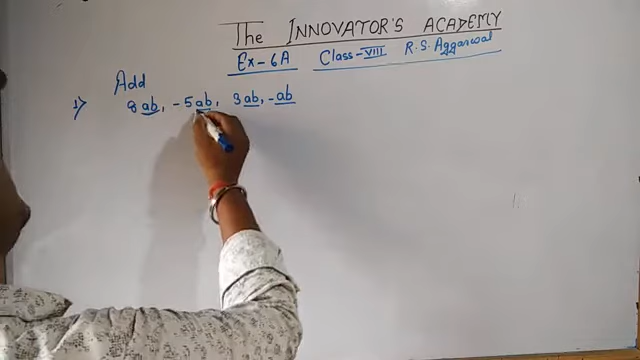 The INNOVATOR'S ACADEMY
Ex-6A Class-VIII R.S. Aggarwal
Add
1) 8ab, -5ab, 3ab, -ab